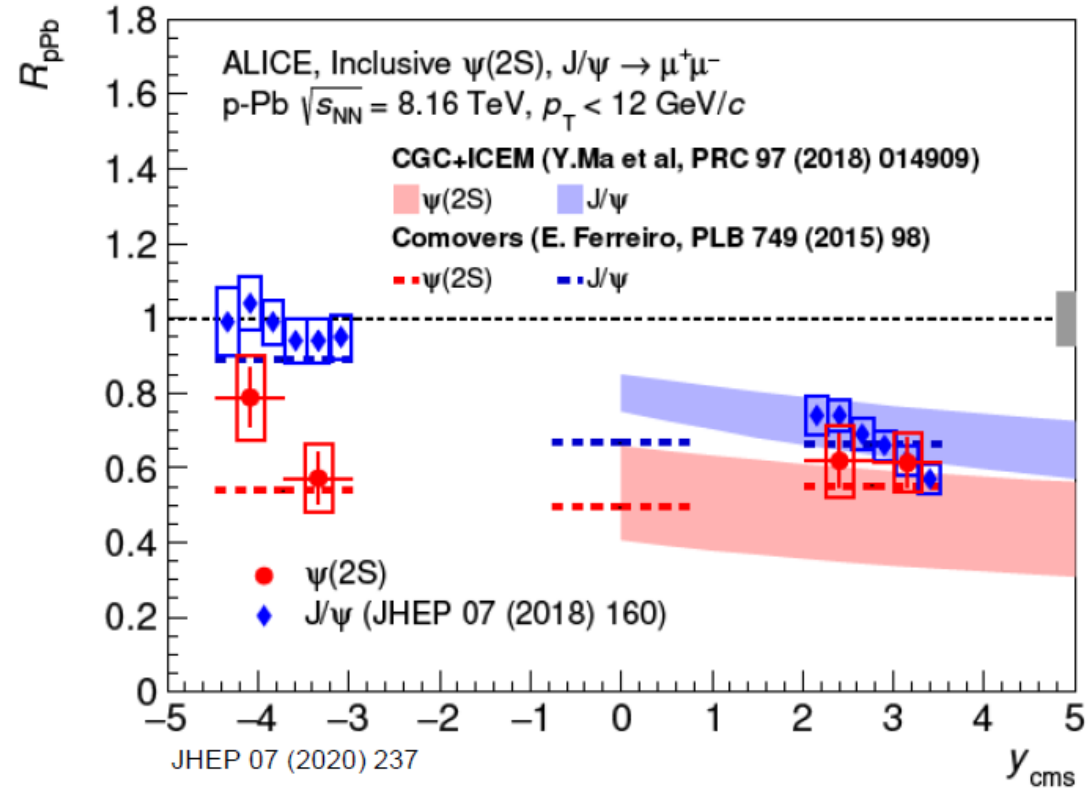 R_pPb
1.8
ALICE, Inclusive ψ(2S), J/ψ → μ⁺μ⁻
1.6
p-Pb √s_NN = 8.16 TeV, p_T < 12 GeV/c
1.4
CGC+ICEM (Y.Ma et al, PRC 97 (2018) 014909)
ψ(2S) J/ψ
1.2
Comovers (E. Ferreiro, PLB 749 (2015) 98)
ψ(2S) J/ψ
1
0.8
0.6
0.4
ψ(2S)
0.2
J/ψ (JHEP 07 (2018) 160)
0
−5 −4 −3 −2 −1 0 1 2 3 4 5
JHEP 07 (2020) 237
y_cms